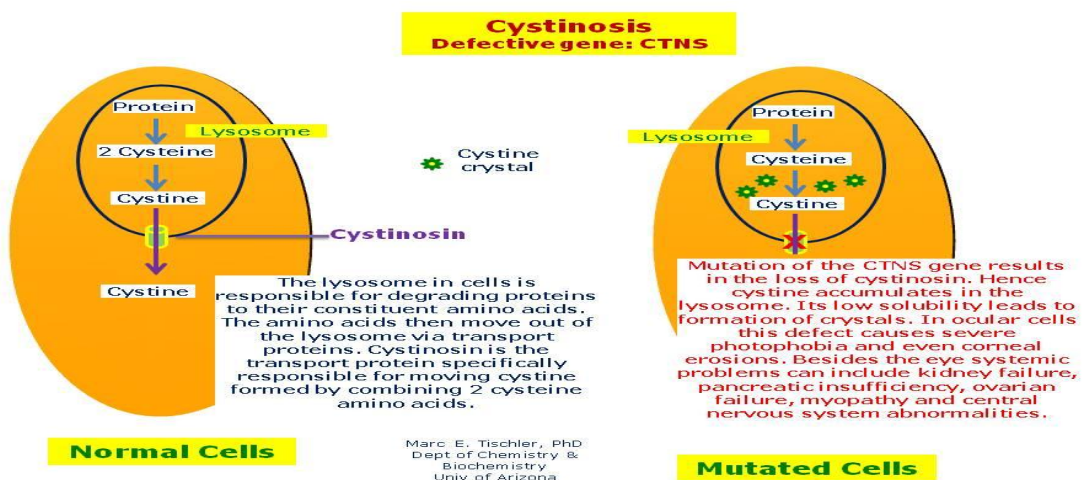 Cystinosis
Defective gene: CTNS
Protein
Lysosome
2 Cysteine
Cystine
Cystinosin
Cystine
The lysosome in cells is
responsible for degrading proteins
to their constituent amino acids.
The amino acids then move out of
the lysosome via transport
proteins. Cystinosin is the
transport protein specifically
responsible for moving cystine
formed by combining 2 cysteine
amino acids.
Normal Cells
Cystine
crystal
Marc E. Tischler, PhD
Dept of Chemistry &
Biochemistry
Univ of Arizona
Protein
Lysosome
Cysteine
Cystine
Mutation of the CTNS gene results
in the loss of cystinosin. Hence
cystine accumulates in the
lysosome. Its low solubility leads to
formation of crystals. In ocular cells
this defect causes severe
photophobia and even corneal
erosions. Besides the eye systemic
problems can include kidney failure,
pancreatic insufficiency, ovarian
failure, myopathy and central
nervous system abnormalities.
Mutated Cells